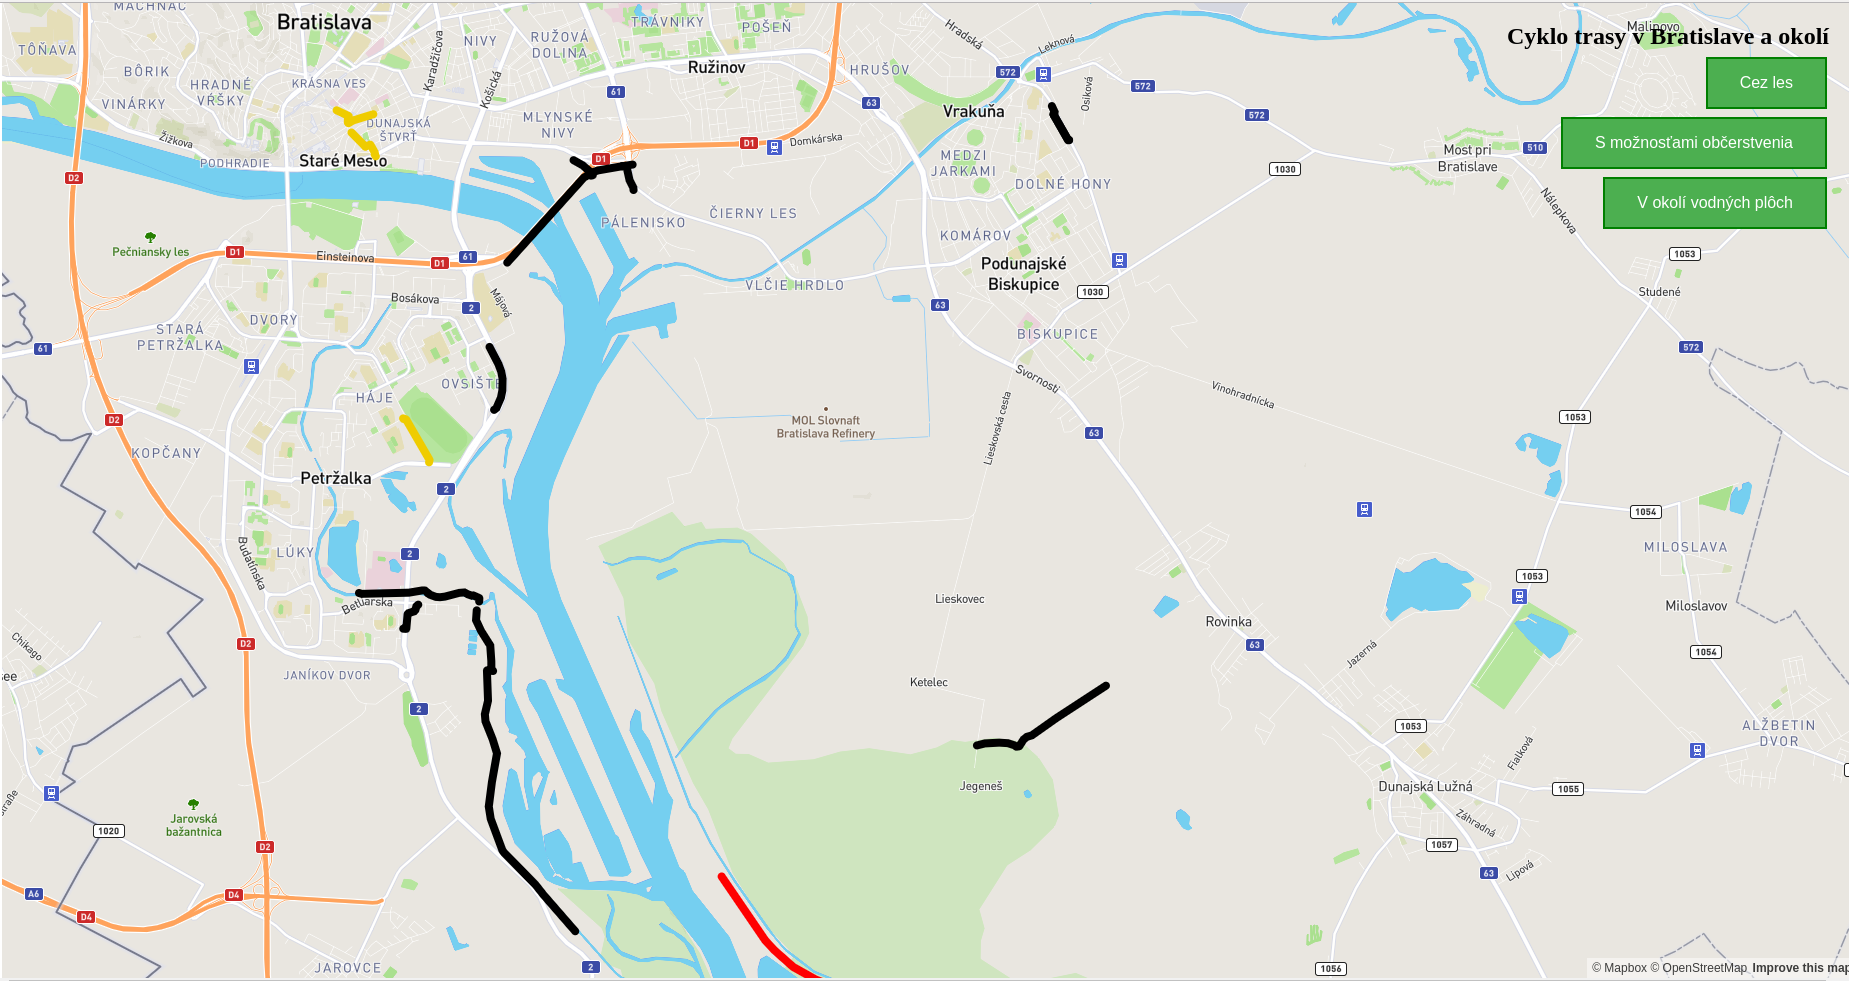 MACHNÁČ
Bratislava
TRÁVNIKY
POŠEŇ
Hradská
Malinovo
Cyklo trasy v Bratislave a okolí
TÔŇAVA
NIVY
RUŽOVÁ
DOLINA
Karadžičova
Leknová
BÔRIK
HRADNÉ
VŔŠKY
KRÁSNA VES
Košická
Ružinov
HRUŠOV
572
572
Cez les
VINÁRKY
61
63
Osiková
Vrakuňa
572
DUNAJSKÁ
ŠTVRŤ
MLYNSKÉ
NIVY
Žižkova
D1
Domkárska
S možnosťami občerstvenia
PODHRADIE
Staré Mesto
D1
MEDZI
JARKAMI
Most pri
Bratislave
510
1030
D2
DOLNÉ HONY
Nálepkova
V okolí vodných plôch
PÁLENISKO
ČIERNY LES
KOMÁROV
Pečniansky les
D1
Einsteinova
D1
61
Podunajské
Biskupice
1053
VLČIE HRDLO
1030
Studené
Bosákova
Májová
2
63
DVORY
STARÁ
PETRŽALKA
BISKUPICE
61
572
OVSIŠTE
HÁJE
Svornosti
Vinohradnícka
D2
MOL Slovnaft
Bratislava Refinery
Lieskovská cesta
63
1053
KOPČANY
Petržalka
2
1054
LÚKY
2
MILOSLAVA
Budatínska
1053
Betliarska
Lieskovec
Miloslavov
Rovinka
63
Chikago
D2
Jazerná
1054
see
JANÍKOV DVOR
Ketelec
2
1053
ALŽBETIN
DVOR
Fialková
Jegeneš
Dunajská Lužná
1055
Jarovská
bažantnica
1020
Záhradná
D2
1057
63
Lipová
A6
D4
D4
JAROVCE
2
1056
© Mapbox © OpenStreetMap Improve this map